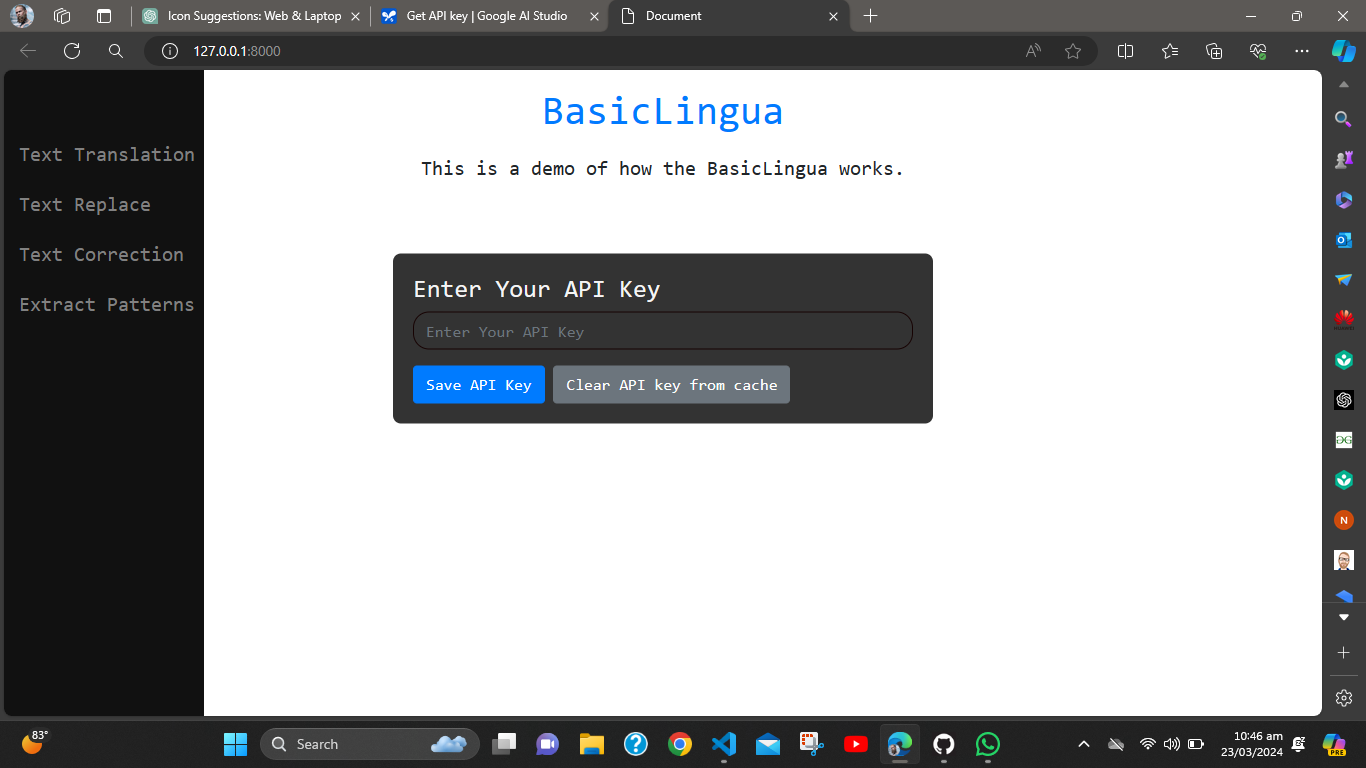 Icon Suggestions: Web & Laptop
Get API key | Google AI Studio
Document
127.0.0.1:8000
BasicLingua
This is a demo of how the BasicLingua works.
Text Translation
Text Replace
Text Correction
Extract Patterns
Enter Your API Key
Enter Your API Key
Save API Key
Clear API key from cache
N
83°
Search
10:46 am
23/03/2024
PRE